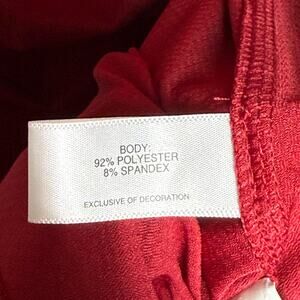 BODY:
92% POLYESTER
8% SPANDEX
EXCLUSIVE OF DECORATION